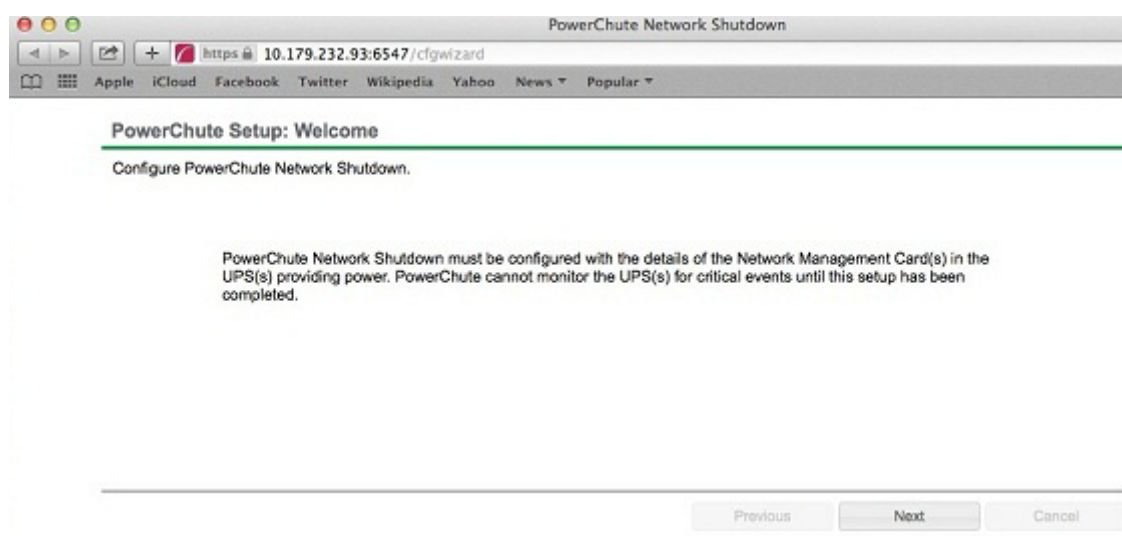 PowerChute Network Shutdown
https 10.179.232.93:6547/cfgwizard
Apple iCloud Facebook Twitter Wikipedia Yahoo News Popular
PowerChute Setup: Welcome
Configure PowerChute Network Shutdown.
PowerChute Network Shutdown must be configured with the details of the Network Management Card(s) in the
UPS(s) providing power. PowerChute cannot monitor the UPS(s) for critical events until this setup has been
completed.
Previous Next Cancel